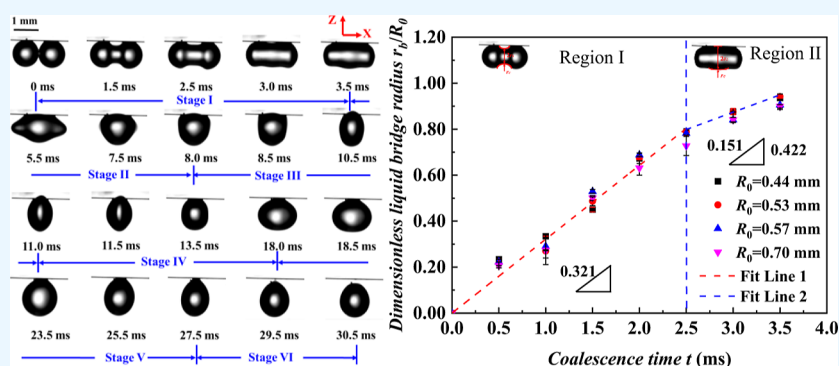 1 mm
Z
X
0 ms 1.5 ms 2.5 ms 3.0 ms 3.5 ms
Stage I
5.5 ms 7.5 ms 8.0 ms 8.5 ms 10.5 ms
Stage II Stage III
11.0 ms 11.5 ms 13.5 ms 18.0 ms 18.5 ms
Stage IV
23.5 ms 25.5 ms 27.5 ms 29.5 ms 30.5 ms
Stage V Stage VI
Dimensionless liquid bridge radius r_b/R_0
1.20
1.00
0.80
0.60
0.40
0.20
0.00
Region I Region II
0.151 0.422
0.321
R_0=0.44 mm
R_0=0.53 mm
R_0=0.57 mm
R_0=0.70 mm
Fit Line 1
Fit Line 2
0.0 0.5 1.0 1.5 2.0 2.5 3.0 3.5 4.0
Coalescence time t (ms)